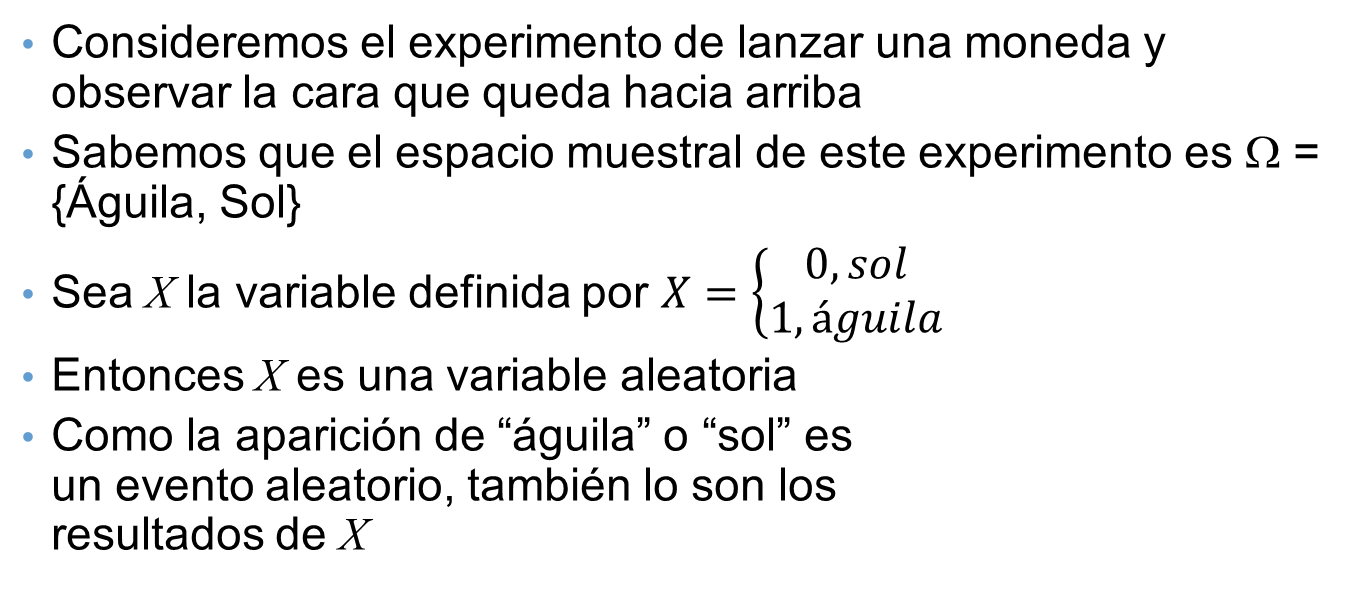 • Consideremos el experimento de lanzar una moneda y
observar la cara que queda hacia arriba
• Sabemos que el espacio muestral de este experimento es Ω =
{Águila, Sol}
• Sea X la variable definida por X = { 0, sol
1, águila
• Entonces X es una variable aleatoria
• Como la aparición de “águila” o “sol” es
un evento aleatorio, también lo son los
resultados de X